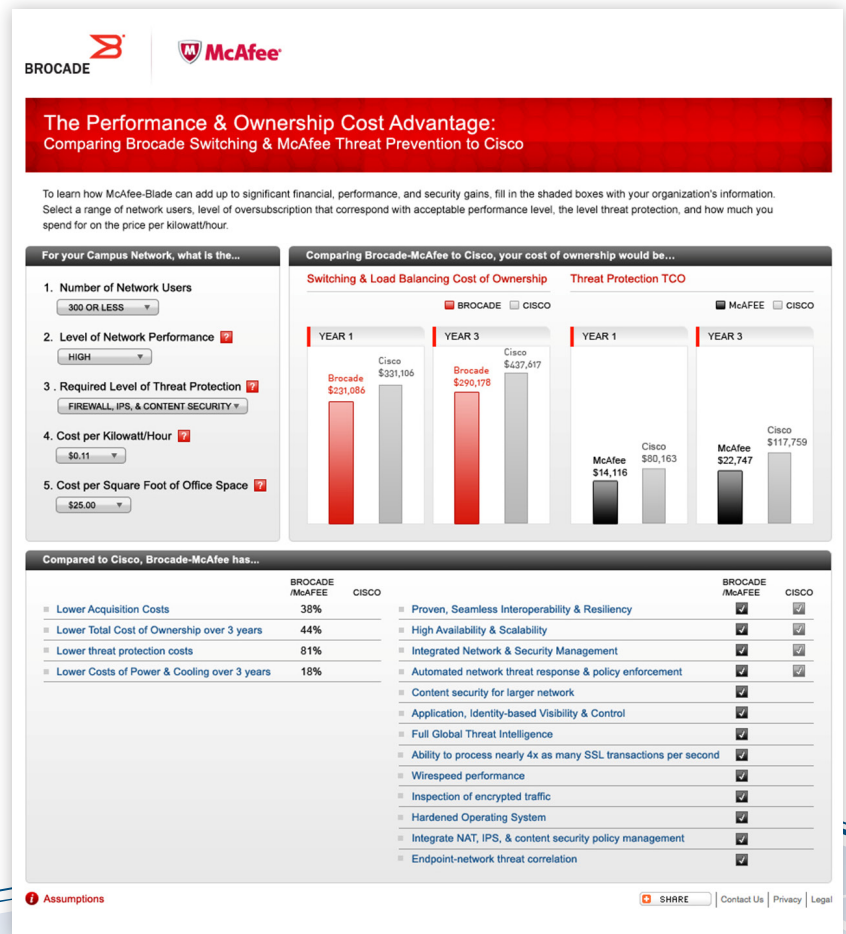 BROCADE
McAfee
The Performance & Ownership Cost Advantage:
Comparing Brocade Switching & McAfee Threat Prevention to Cisco
To learn how McAfee-Blade can add up to significant financial, performance, and security gains, fill in the shaded boxes with your organization's information.
Select a range of network users, level of oversubscription that correspond with acceptable performance level, the level threat protection, and how much you
spend for on the price per kilowatt/hour.
For your Campus Network, what is the...
1. Number of Network Users
300 OR LESS
2. Level of Network Performance ?
HIGH
3 . Required Level of Threat Protection ?
FIREWALL, IPS, & CONTENT SECURITY
4. Cost per Kilowatt/Hour ?
$0.11
5. Cost per Square Foot of Office Space ?
$25.00
Comparing Brocade-McAfee to Cisco, your cost of ownership would be...
Switching & Load Balancing Cost of Ownership
BROCADE CISCO
YEAR 1
Brocade
$231,086
Cisco
$331,106
YEAR 3
Brocade
$290,178
Cisco
$437,617
Threat Protection TCO
McAFEE CISCO
YEAR 1
McAfee
$14,116
Cisco
$80,163
YEAR 3
McAfee
$22,747
Cisco
$117,759
Compared to Cisco, Brocade-McAfee has...
BROCADE
/McAFEE CISCO
Lower Acquisition Costs 38%
Lower Total Cost of Ownership over 3 years 44%
Lower threat protection costs 81%
Lower Costs of Power & Cooling over 3 years 18%
BROCADE
/McAFEE CISCO
Proven, Seamless Interoperability & Resiliency
High Availability & Scalability
Integrated Network & Security Management
Automated network threat response & policy enforcement
Content security for larger network
Application, Identity-based Visibility & Control
Full Global Threat Intelligence
Ability to process nearly 4x as many SSL transactions per second
Wirespeed performance
Inspection of encrypted traffic
Hardened Operating System
Integrate NAT, IPS, & content security policy management
Endpoint-network threat correlation
i Assumptions
SHARE Contact Us Privacy Legal